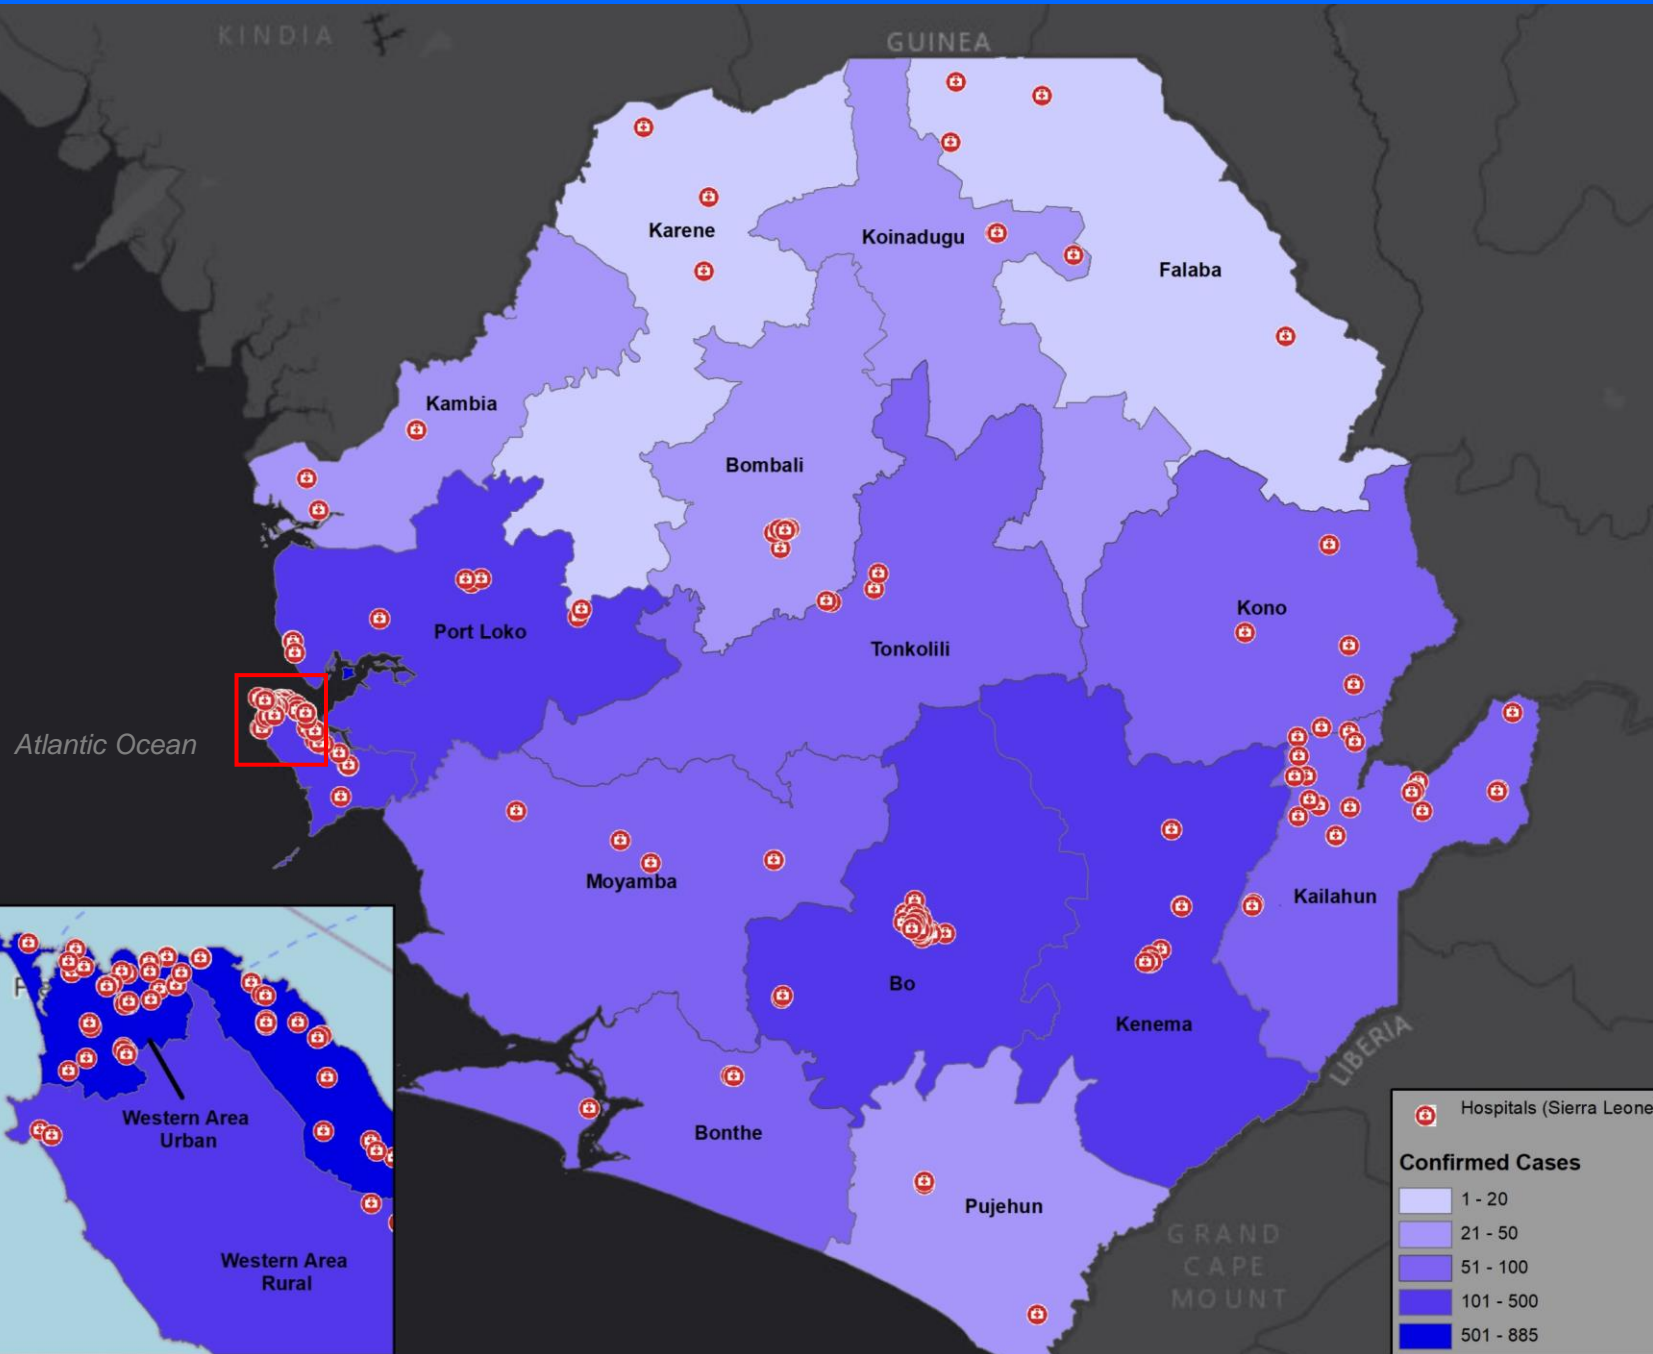 KINDIA
GUINEA
Karene
Koinadugu
Falaba
Kambia
Bombali
Kono
Port Loko
Tonkolili
Atlantic Ocean
Moyamba
Kailahun
Bo
Kenema
LIBERIA
Bonthe
Pujehun
GRAND
CAPE
MOUNT
Western Area
Urban
Western Area
Rural
Hospitals (Sierra Leone
Confirmed Cases
1 - 20
21 - 50
51 - 100
101 - 500
501 - 885